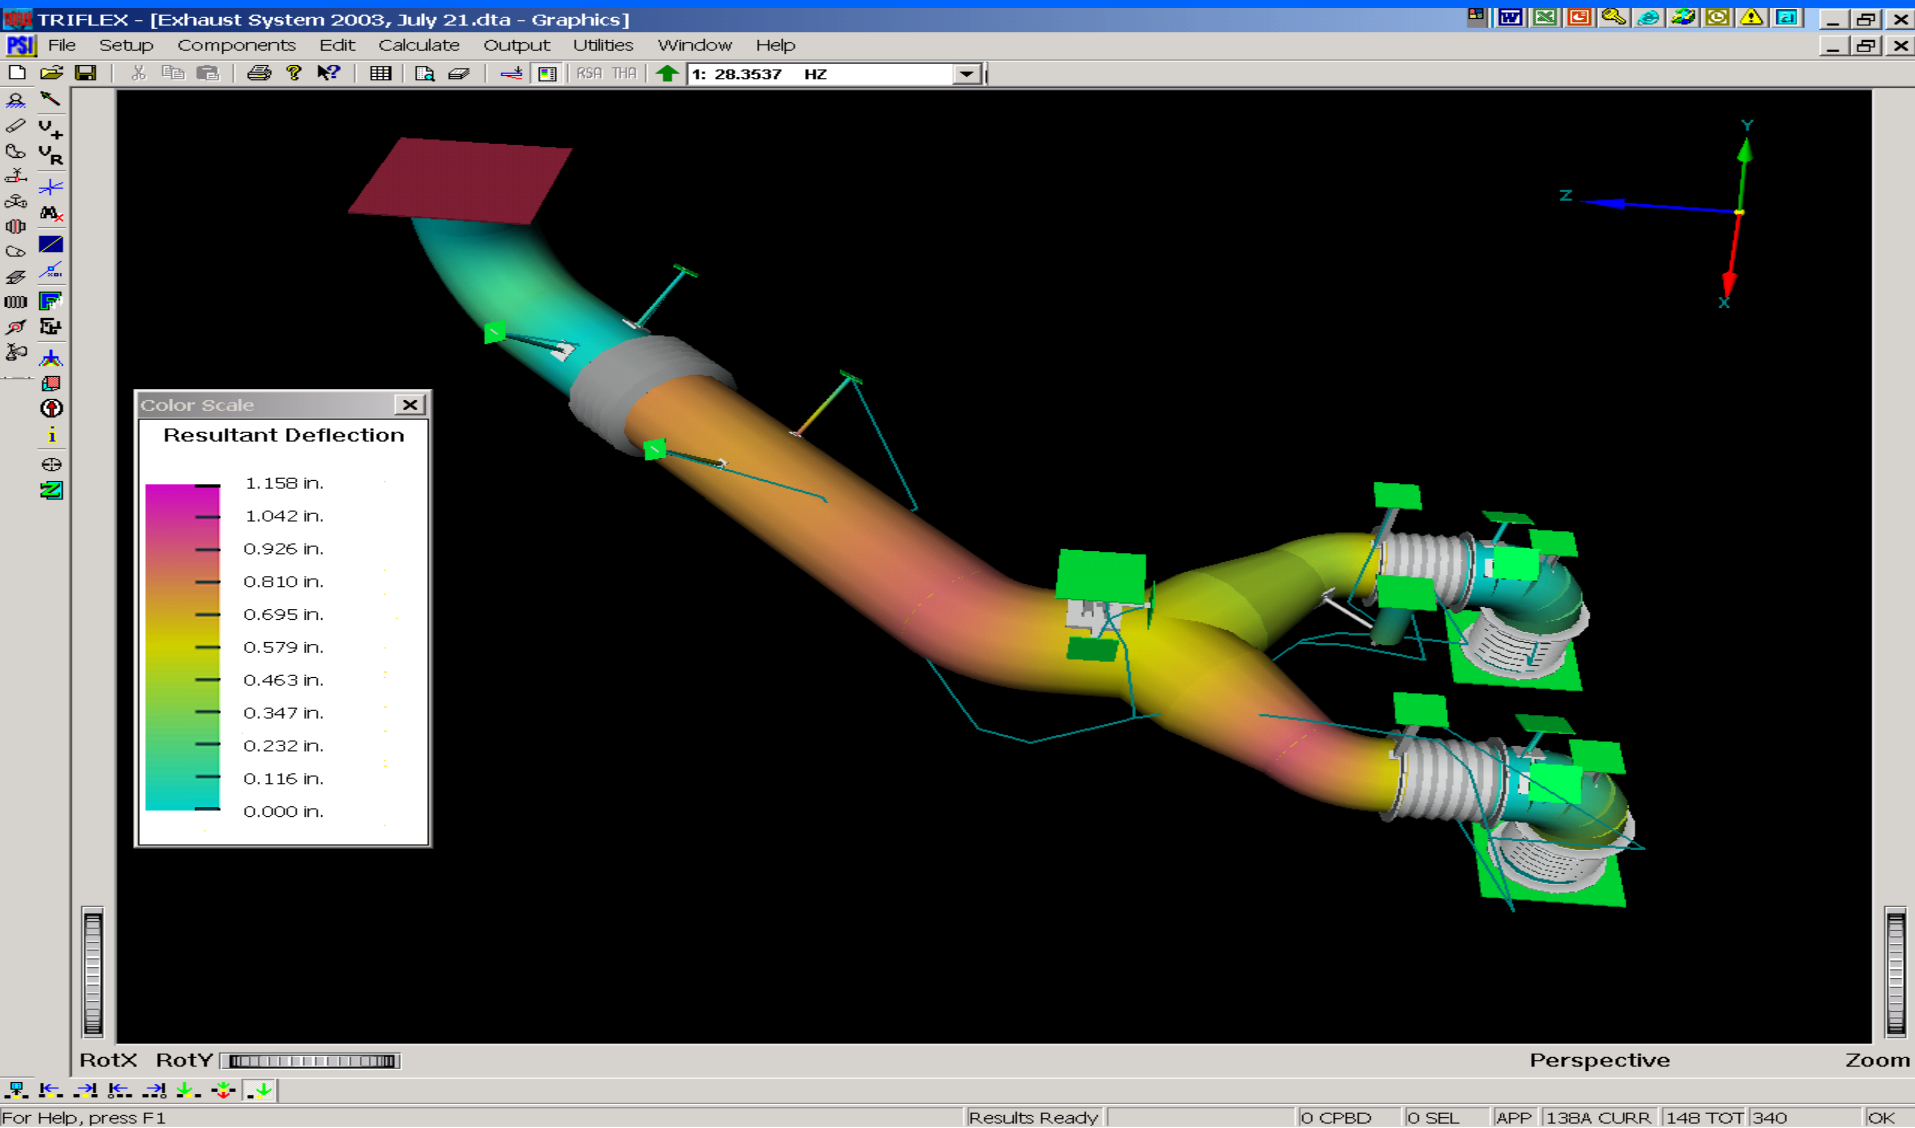 TRIFLEX - [Exhaust System 2003, July 21.dta - Graphics]
PSI File Setup Components Edit Calculate Output Utilities Window Help
RSA THA 1: 28.3537 HZ
V+
VR
Y
Z
X
Color Scale
Resultant Deflection
1.158 in.
1.042 in.
0.926 in.
0.810 in.
0.695 in.
0.579 in.
0.463 in.
0.347 in.
0.232 in.
0.116 in.
0.000 in.
RotX RotY Perspective Zoom
For Help, press F1 Results Ready 0 CPBD 0 SEL APP 138A CURR 148 TOT 340 OK